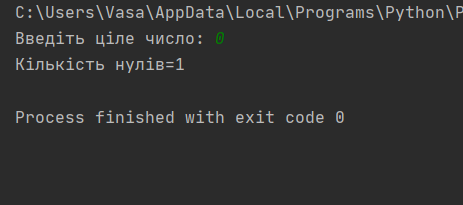 C:\Users\Vasa\AppData\Local\Programs\Python\P
Введіть ціле число: 0
Кількість нулів=1
Process finished with exit code 0